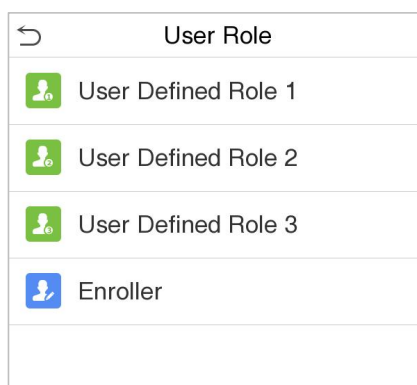 User Role
User Defined Role 1
User Defined Role 2
User Defined Role 3
Enroller